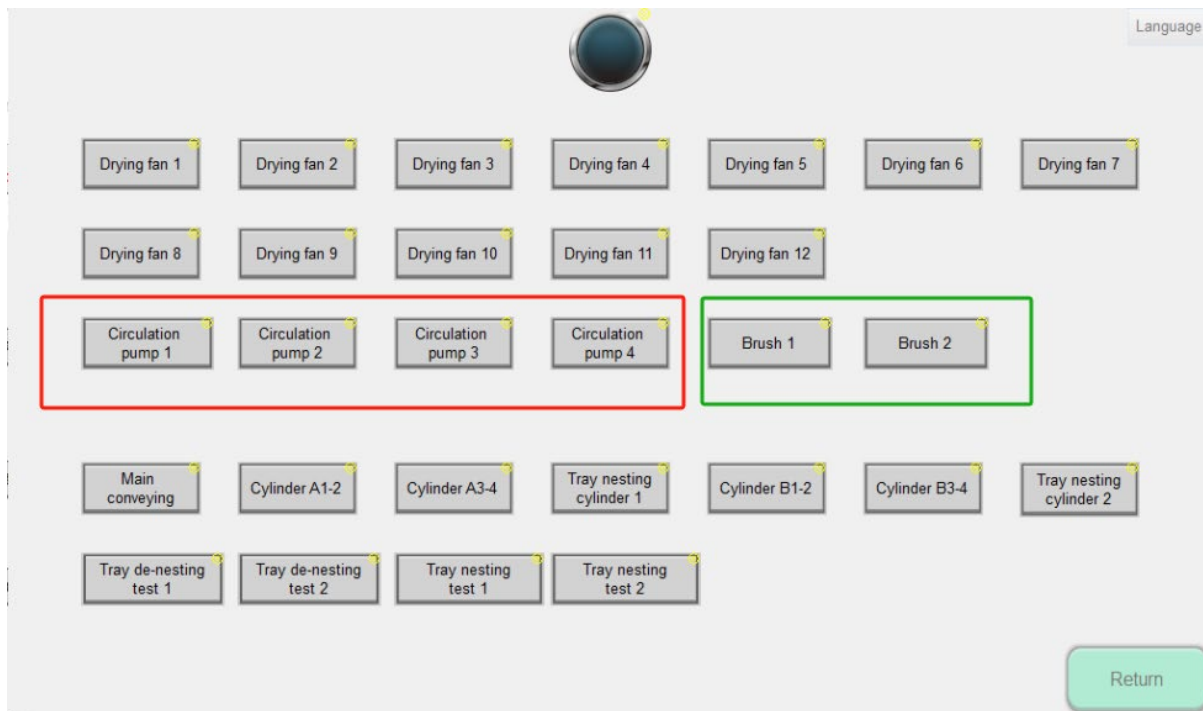 Language
Drying fan 1
Drying fan 2
Drying fan 3
Drying fan 4
Drying fan 5
Drying fan 6
Drying fan 7
Drying fan 8
Drying fan 9
Drying fan 10
Drying fan 11
Drying fan 12
Circulation
pump 1
Circulation
pump 2
Circulation
pump 3
Circulation
pump 4
Brush 1
Brush 2
Main
conveying
Cylinder A1-2
Cylinder A3-4
Tray nesting
cylinder 1
Cylinder B1-2
Cylinder B3-4
Tray nesting
cylinder 2
Tray de-nesting
test 1
Tray de-nesting
test 2
Tray nesting
test 1
Tray nesting
test 2
Return